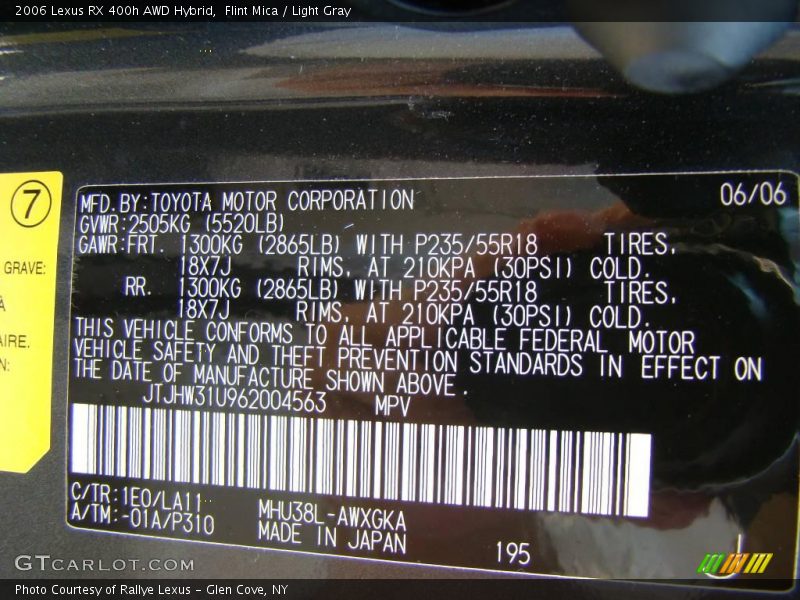 2006 Lexus RX 400h AWD Hybrid, Flint Mica / Light Gray
7
GRAVE:
AIRE.
N:
MFD. BY: TOYOTA MOTOR CORPORATION 06/06
GVWR: 2505KG (5520LB)
GAWR: FRT. 1300KG (2865LB) WITH P235/55R18 TIRES,
18X7J RIMS, AT 210KPA (30PSI) COLD.
RR. 1300KG (2865LB) WITH P235/55R18 TIRES,
18X7J RIMS, AT 210KPA (30PSI) COLD.
THIS VEHICLE CONFORMS TO ALL APPLICABLE FEDERAL MOTOR
VEHICLE SAFETY AND THEFT PREVENTION STANDARDS IN EFFECT ON
THE DATE OF MANUFACTURE SHOWN ABOVE.
JTJHW31U962004563 MPV
C/TR: 1E0/LA11
A/TM: -01A/P310
MHU38L-AWXGKA
MADE IN JAPAN
195
GTCARLOT.COM
Photo Courtesy of Rallye Lexus - Glen Cove, NY